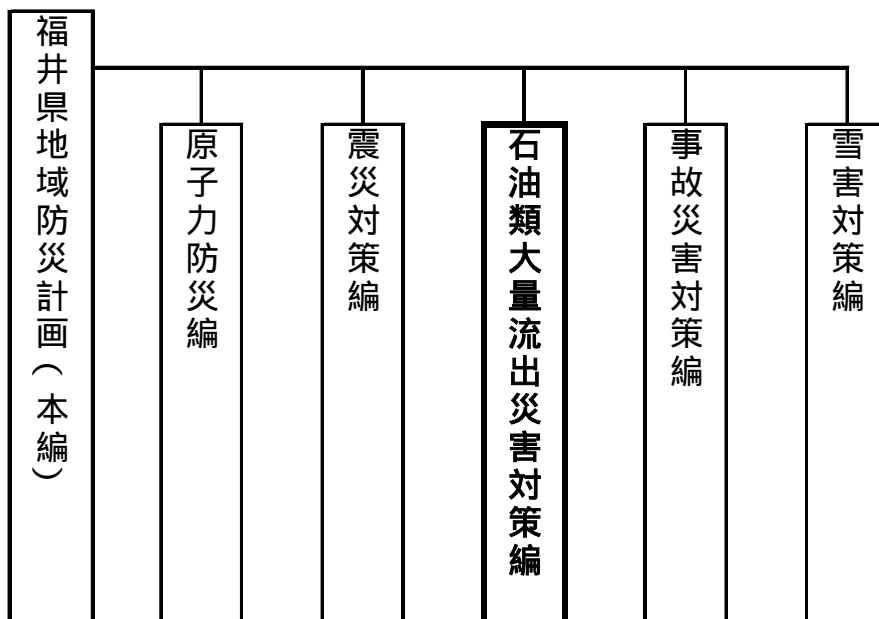 福井県地域防災計画（本編）
原子力防災編
震災対策編
石油類大量流出災害対策編
事故災害対策編
雪害対策編